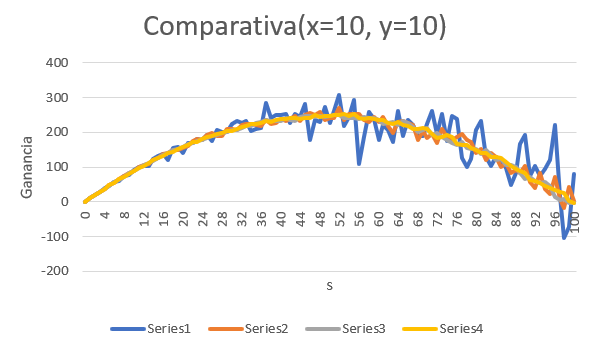 Comparativa(x=10, y=10)
400
300
200
100
0
-100
-200
Ganancia
0 4 8 12 16 20 24 28 32 36 40 44 48 52 56 60 64 68 72 76 80 84 88 92 96 100
s
Series1 Series2 Series3 Series4